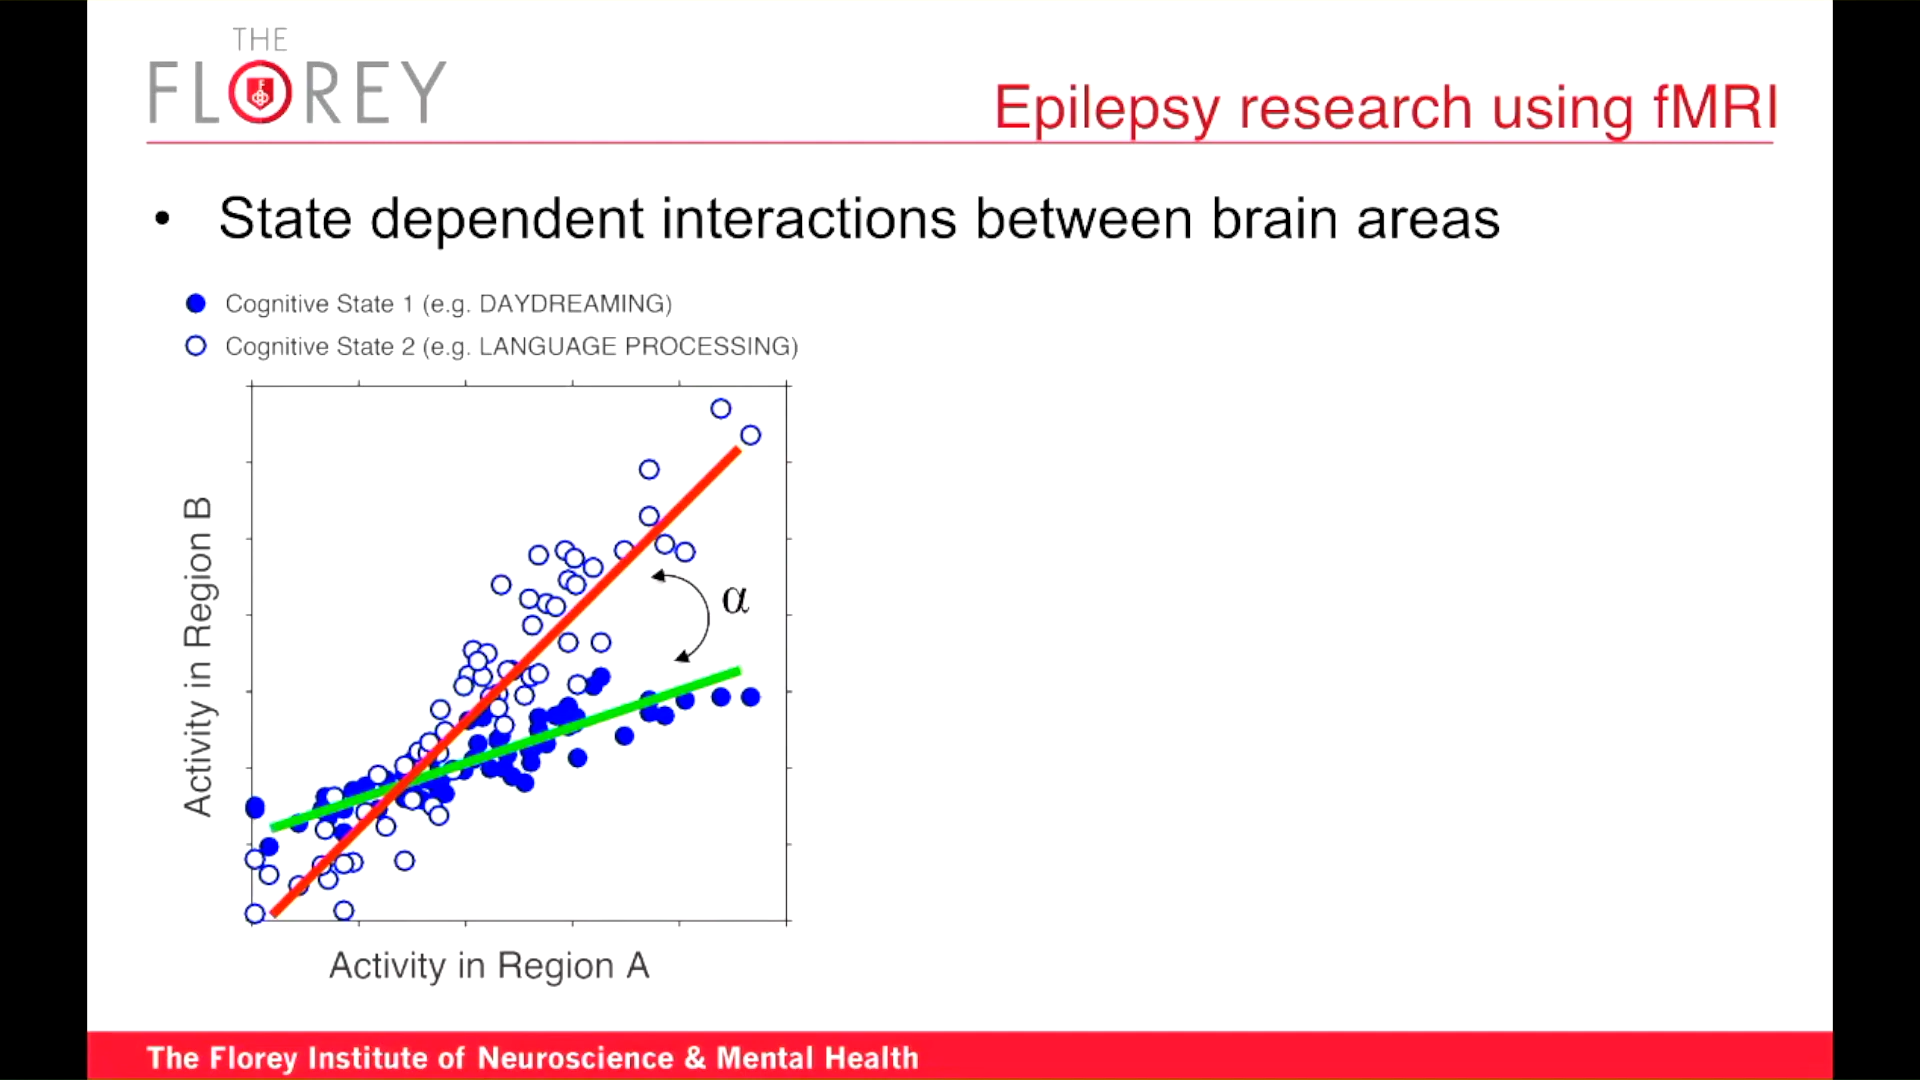 THE
FLOREY
Epilepsy research using fMRI
• State dependent interactions between brain areas
Cognitive State 1 (e.g. DAYDREAMING)
Cognitive State 2 (e.g. LANGUAGE PROCESSING)
Activity in Region B
α
Activity in Region A
The Florey Institute of Neuroscience & Mental Health